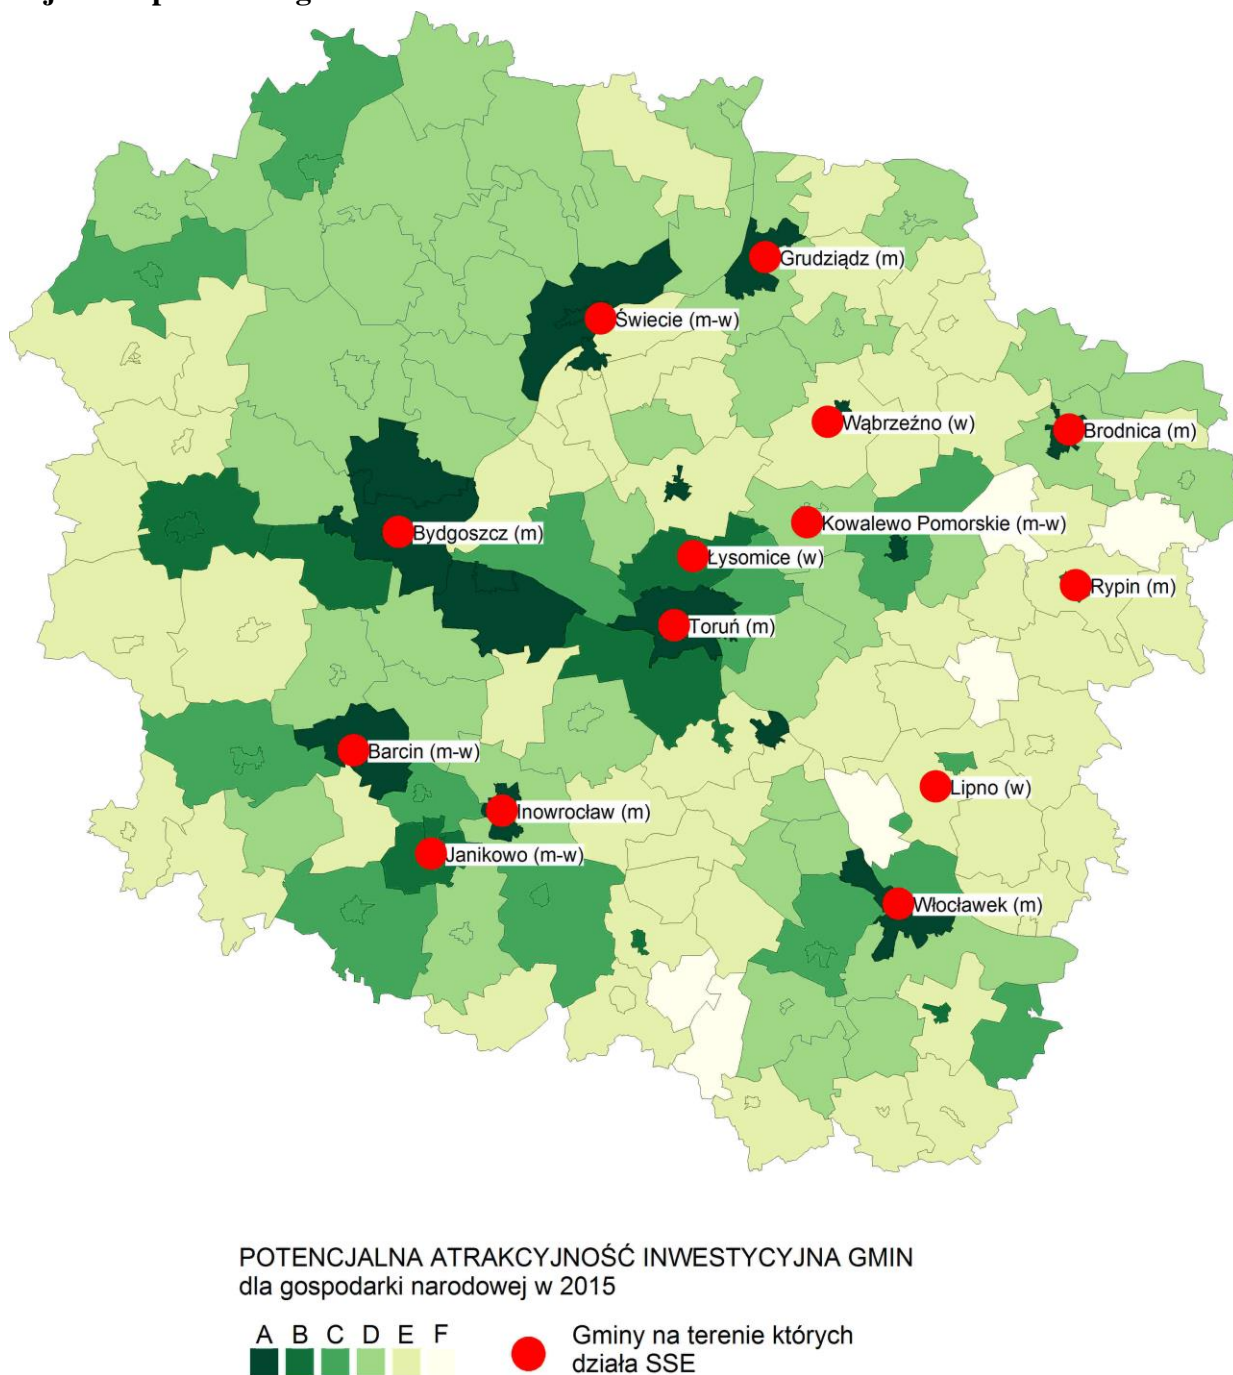 Grudziądz (m)
Świecie (m-w)
Wąbrzeźno (w)
Brodnica (m)
Kowalewo Pomorskie (m-w)
Bydgoszcz (m)
Łysomice (w)
Rypin (m)
Toruń (m)
Barcin (m-w)
Lipno (w)
Inowrocław (m)
Janikowo (m-w)
Włocławek (m)
POTENCJALNA ATRAKCYJNOŚĆ INWESTYCYJNA GMIN
dla gospodarki narodowej w 2015
A B C D E F
Gminy na terenie których
działa SSE